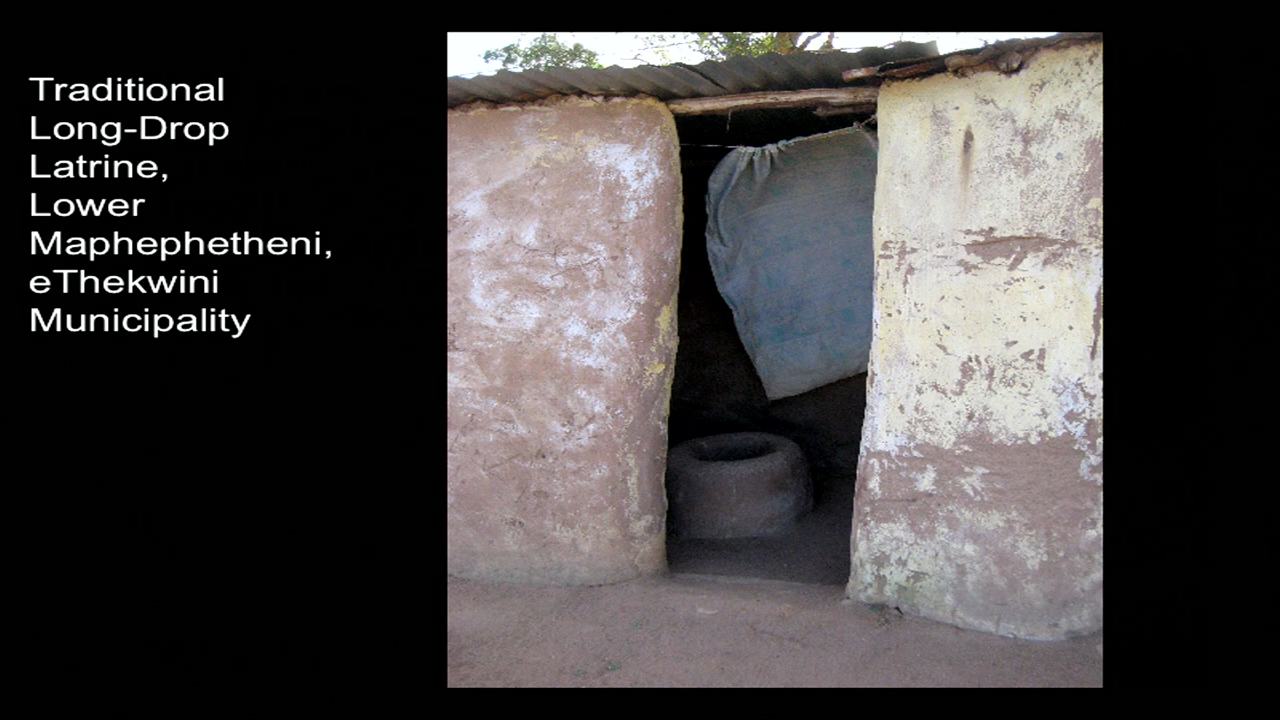 Traditional
Long-Drop
Latrine,
Lower
Maphephetheni,
eThekwini
Municipality